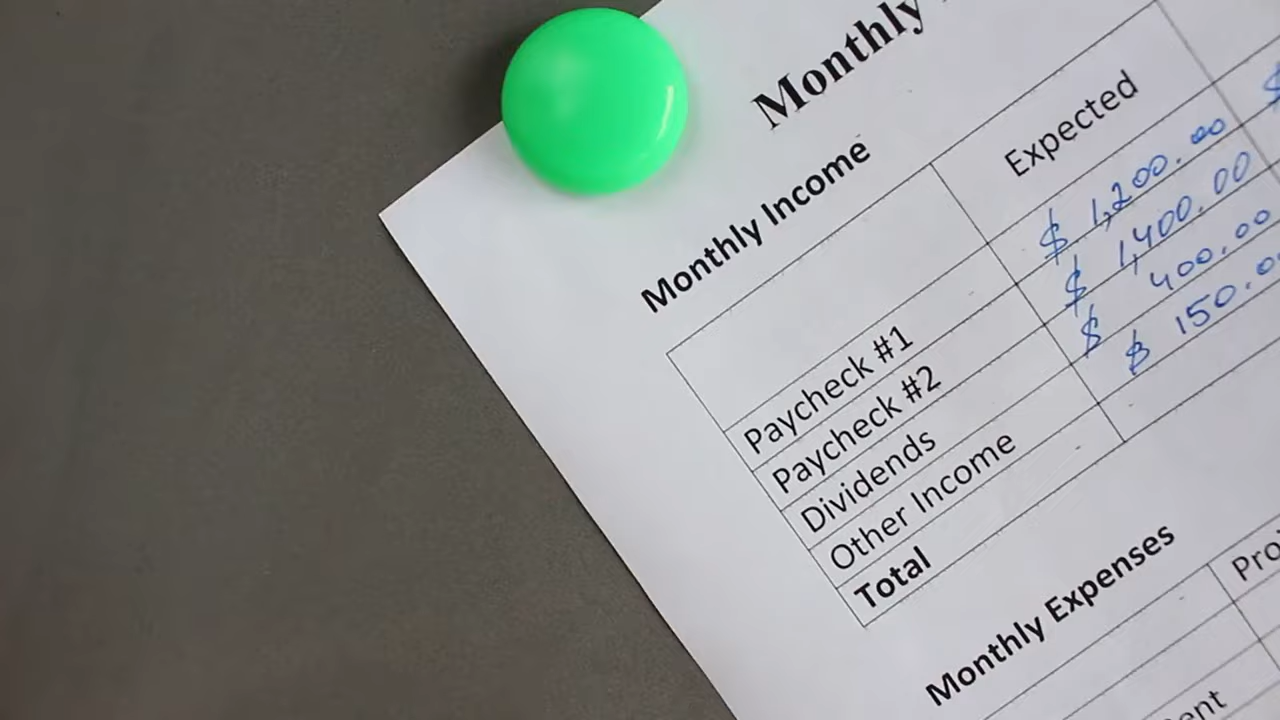 Monthly
Monthly Income
Expected
Paycheck #1 $ 1,200.00 $
Paycheck #2 $ 1,400.00
Dividends $ 400.00
Other Income $ 150.0
Total
Monthly Expenses